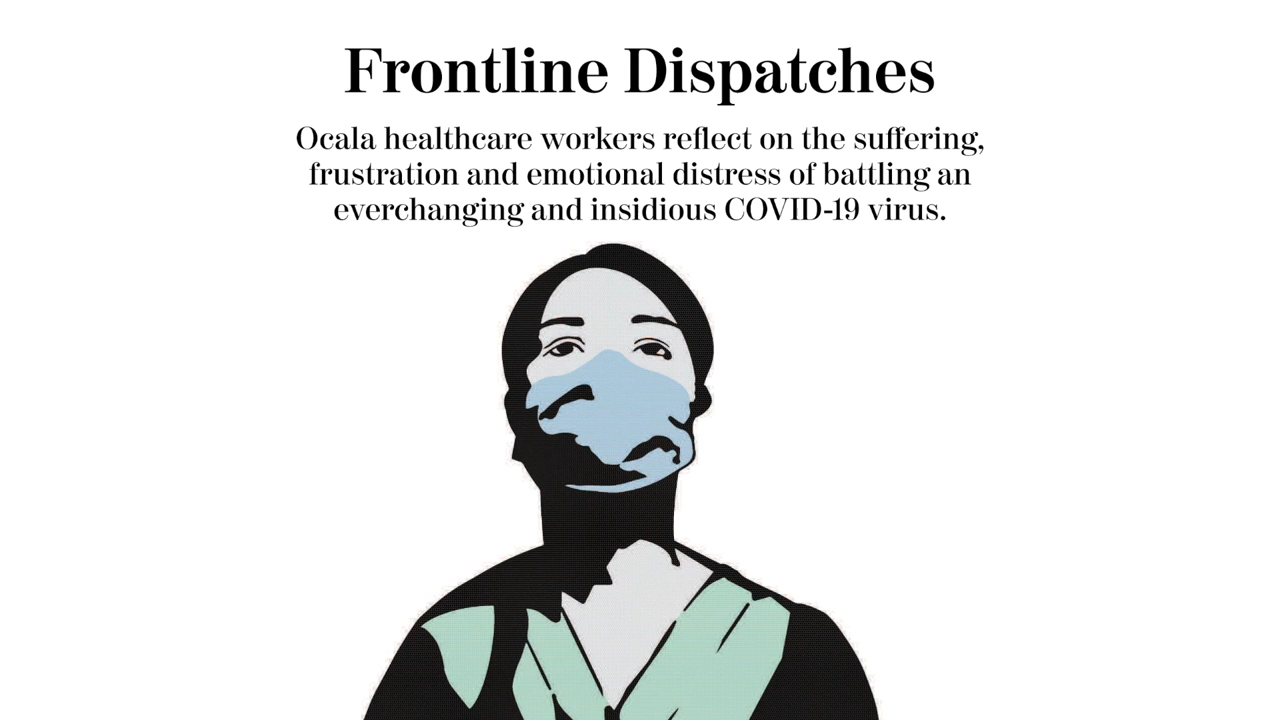 Frontline Dispatches
Ocala healthcare workers reflect on the suffering,
frustration and emotional distress of battling an
everchanging and insidious COVID-19 virus.